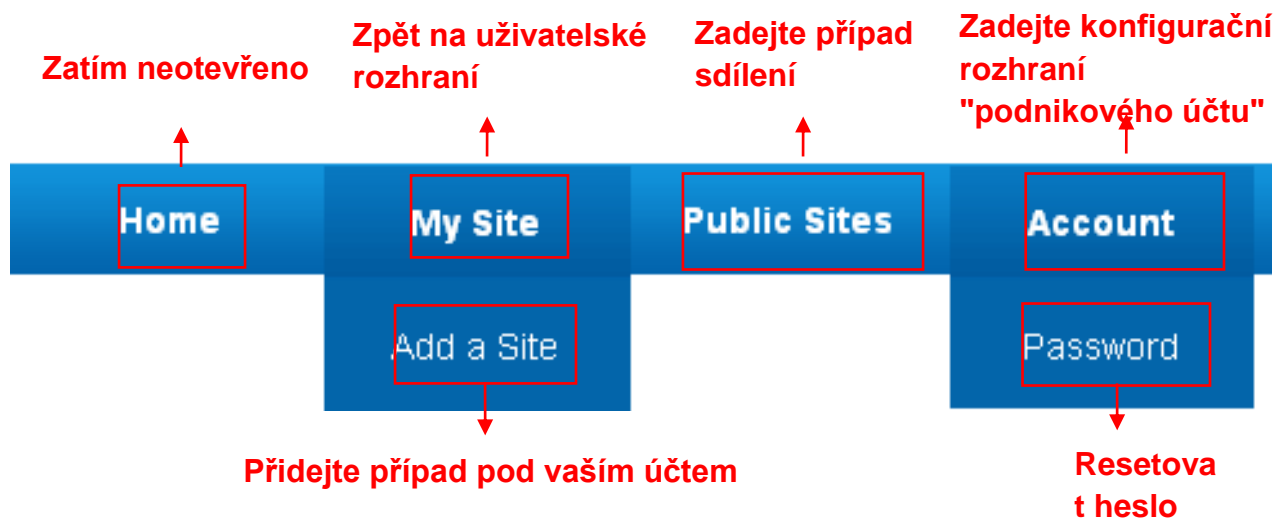 Zatím neotevřeno
Zpět na uživatelské
rozhraní
Zadejte případ
sdílení
Zadejte konfigurační
rozhraní
"podnikového účtu"
Home
My Site
Public Sites
Account
Add a Site
Password
Přidejte případ pod vaším účtem
Resetova
t heslo